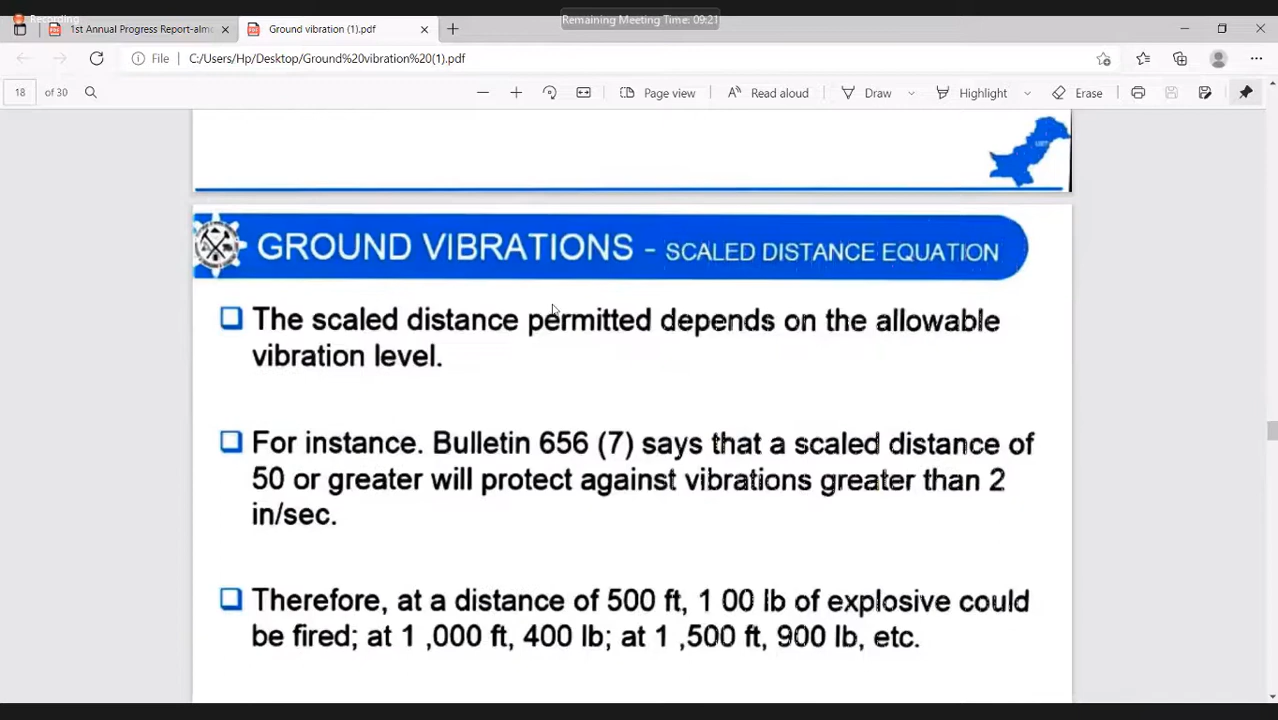 Recording
Remaining Meeting Time: 09:21
1st Annual Progress Report-almo
Ground vibration (1).pdf
File
C:/Users/Hp/Desktop/Ground%20vibration%20(1).pdf
18
of 30
Page view
Read aloud
Draw
Highlight
Erase
GROUND VIBRATIONS - SCALED DISTANCE EQUATION
The scaled distance permitted depends on the allowable
vibration level.
For instance. Bulletin 656 (7) says that a scaled distance of
50 or greater will protect against vibrations greater than 2
in/sec.
Therefore, at a distance of 500 ft, 1 00 lb of explosive could
be fired; at 1 ,000 ft, 400 lb; at 1 ,500 ft, 900 lb, etc.